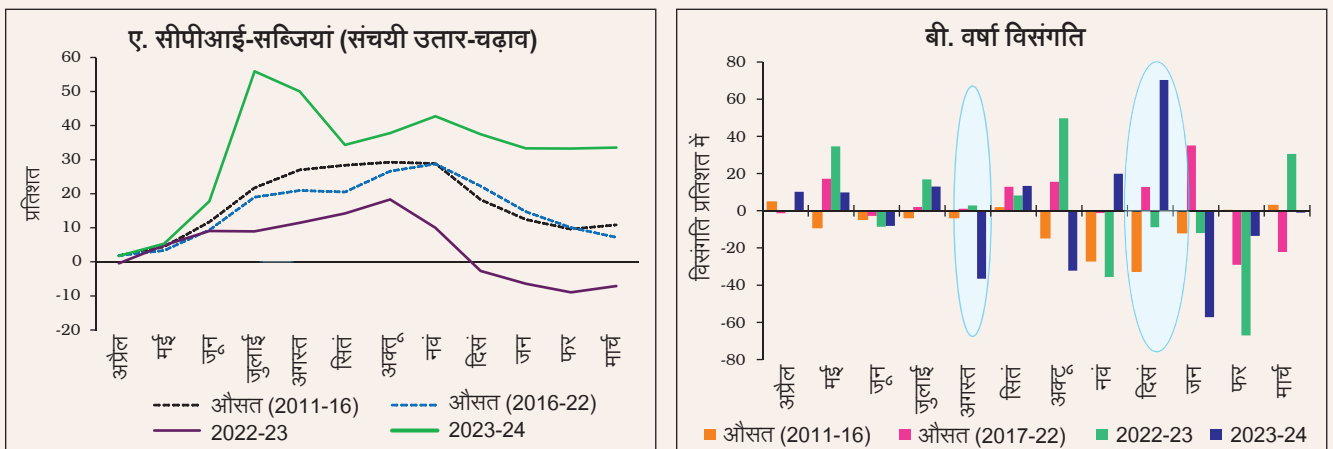 ए. सीपीआई-सब्जियां (संचयी उतार-चढ़ाव)
प्रतिशत
60
50
40
30
20
10
0
-10
-20
अप्रैल मई जून जुलाई अगस्त सितं अक्तू नवं दिसं जन फर मार्च
औसत (2011-16) औसत (2016-22)
2022-23 2023-24
बी. वर्षा विसंगति
विसंगति प्रतिशत में
80
60
40
20
0
-20
-40
-60
-80
अप्रैल मई जून जुलाई अगस्त सितं अक्टू नवं दिसं जन फर मार्च
औसत (2011-16) औसत (2017-22) 2022-23 2023-24